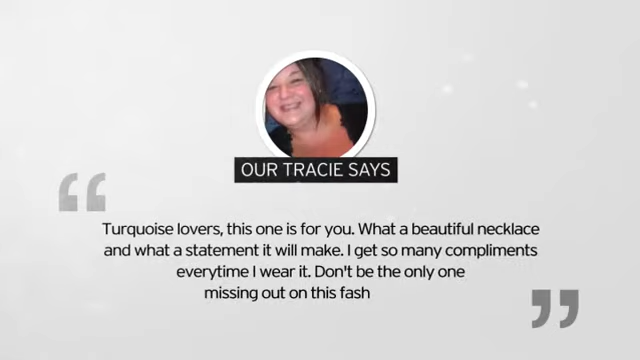 OUR TRACIE SAYS
Turquoise lovers, this one is for you. What a beautiful necklace
and what a statement it will make. I get so many compliments
everytime I wear it. Don't be the only one
missing out on this fash